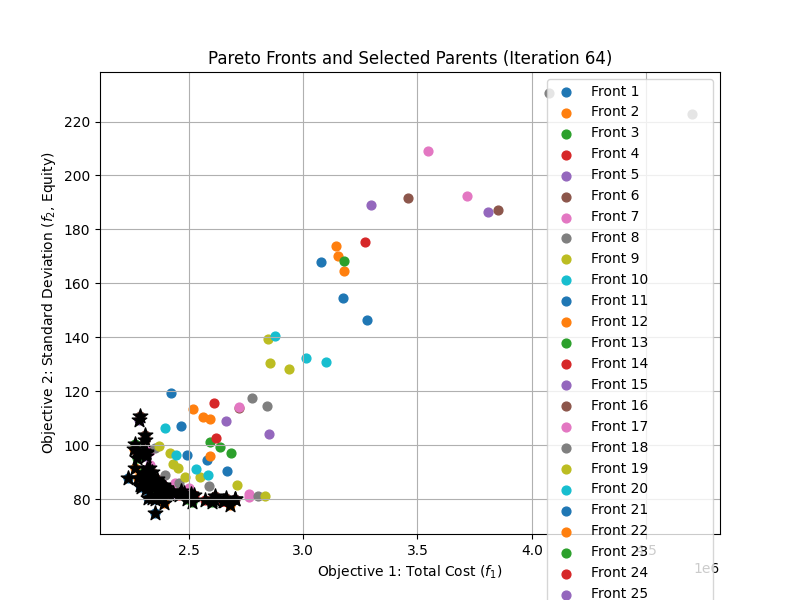 Pareto Fronts and Selected Parents (Iteration 64)
Objective 2: Standard Deviation (f₂, Equity)
220
200
180
160
140
120
100
80
2.5
3.0
3.5
4.0
1e6
Objective 1: Total Cost (f₁)
Front 1
Front 2
Front 3
Front 4
Front 5
Front 6
Front 7
Front 8
Front 9
Front 10
Front 11
Front 12
Front 13
Front 14
Front 15
Front 16
Front 17
Front 18
Front 19
Front 20
Front 21
Front 22
Front 23
Front 24
Front 25